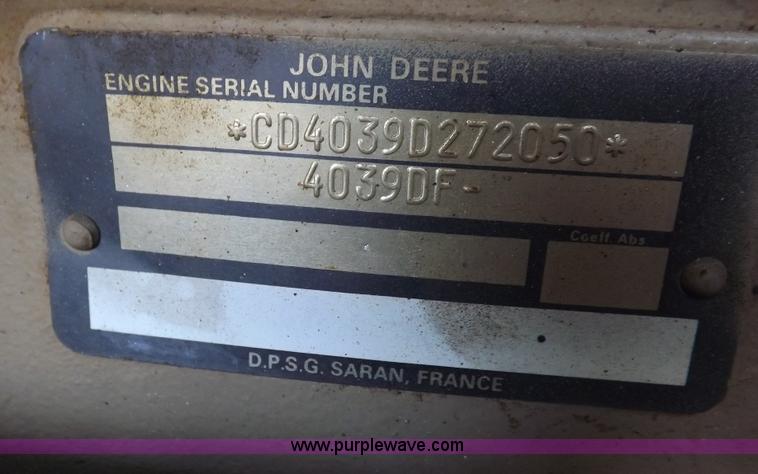 JOHN DEERE
ENGINE SERIAL NUMBER
*CD4039D272050*
4039DF-
Coeff. Abs
D.P.S.G. SARAN, FRANCE
www.purplewave.com